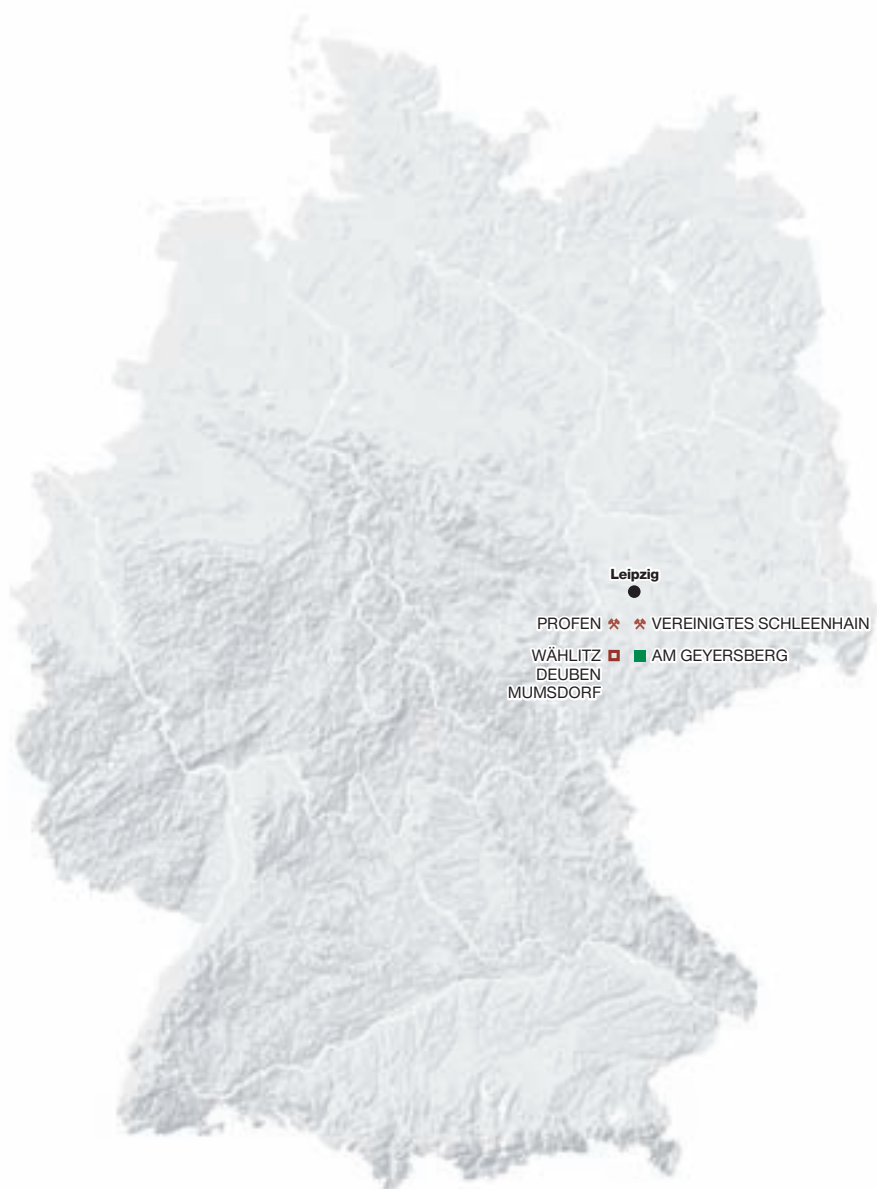 Leipzig
PROFEN VEREINIGTES SCHLEENHAIN
WÄHLITZ AM GEYERSBERG
DEUBEN
MUMSDORF